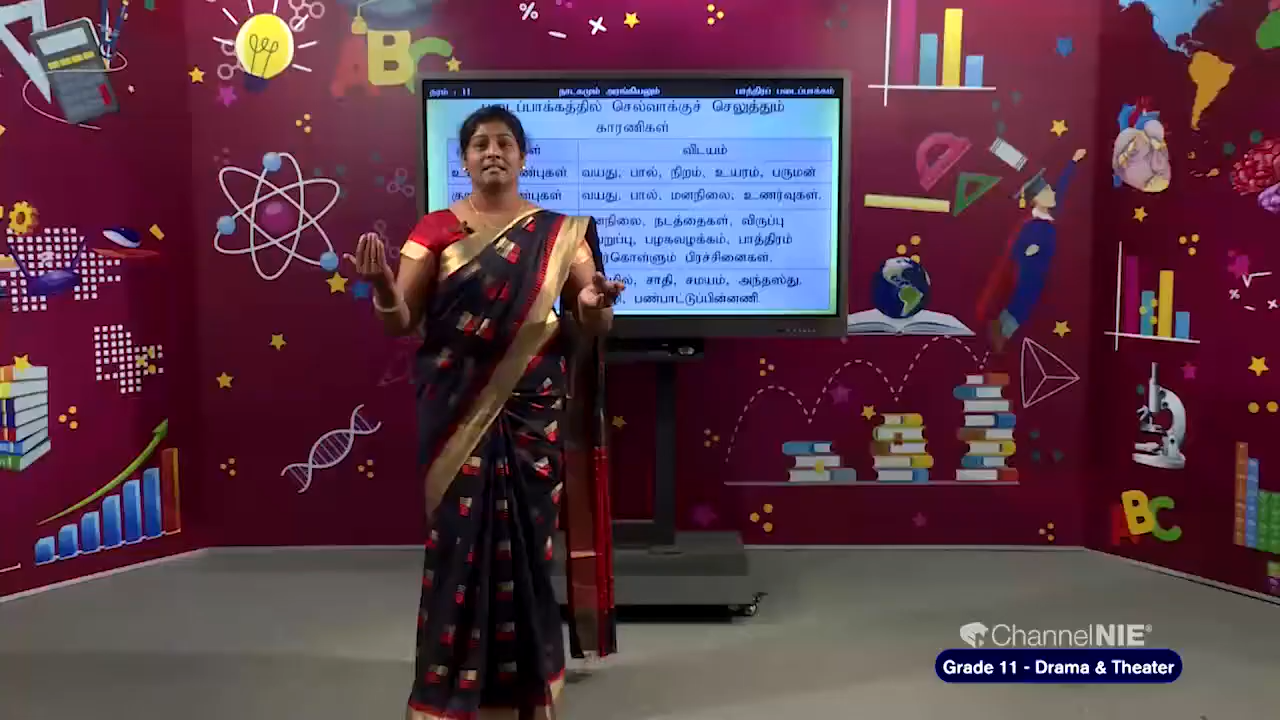 % ABC
தரம் : 11 நாடகமும் அரங்கியலும் பாத்திரப் படைப்பாக்கம்
படைப்பாக்கத்தில் செல்வாக்குச் செலுத்தும்
காரணிகள்
விடயம்
வயது, பால், நிறம், உயரம், பருமன்
வயது, பால், மனநிலை, உணர்வுகள்.
நடத்தைகள், விருப்பு
பழகவழக்கம், பாத்திரம்
பிரச்சினைகள்.
சாதி, சமயம், அந்தஸ்து,
பண்பாட்டுப்பின்னணி.
ABC
ChannelNIE®
Grade 11 - Drama & Theater